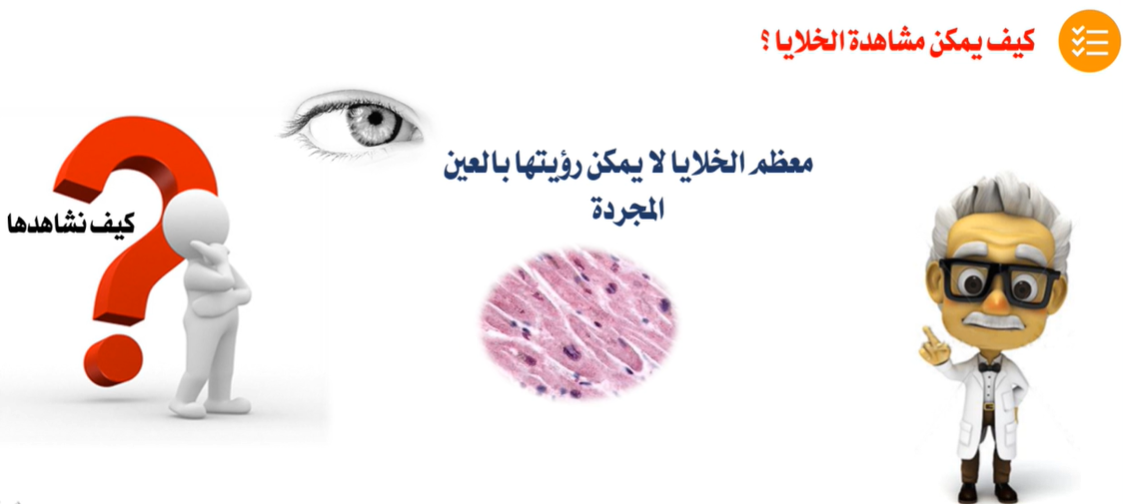 كيف يمكن مشاهدة الخلايا ؟
معظم الخلايا لا يمكن رؤيتها بالعين
المجردة
كيف نشاهدها